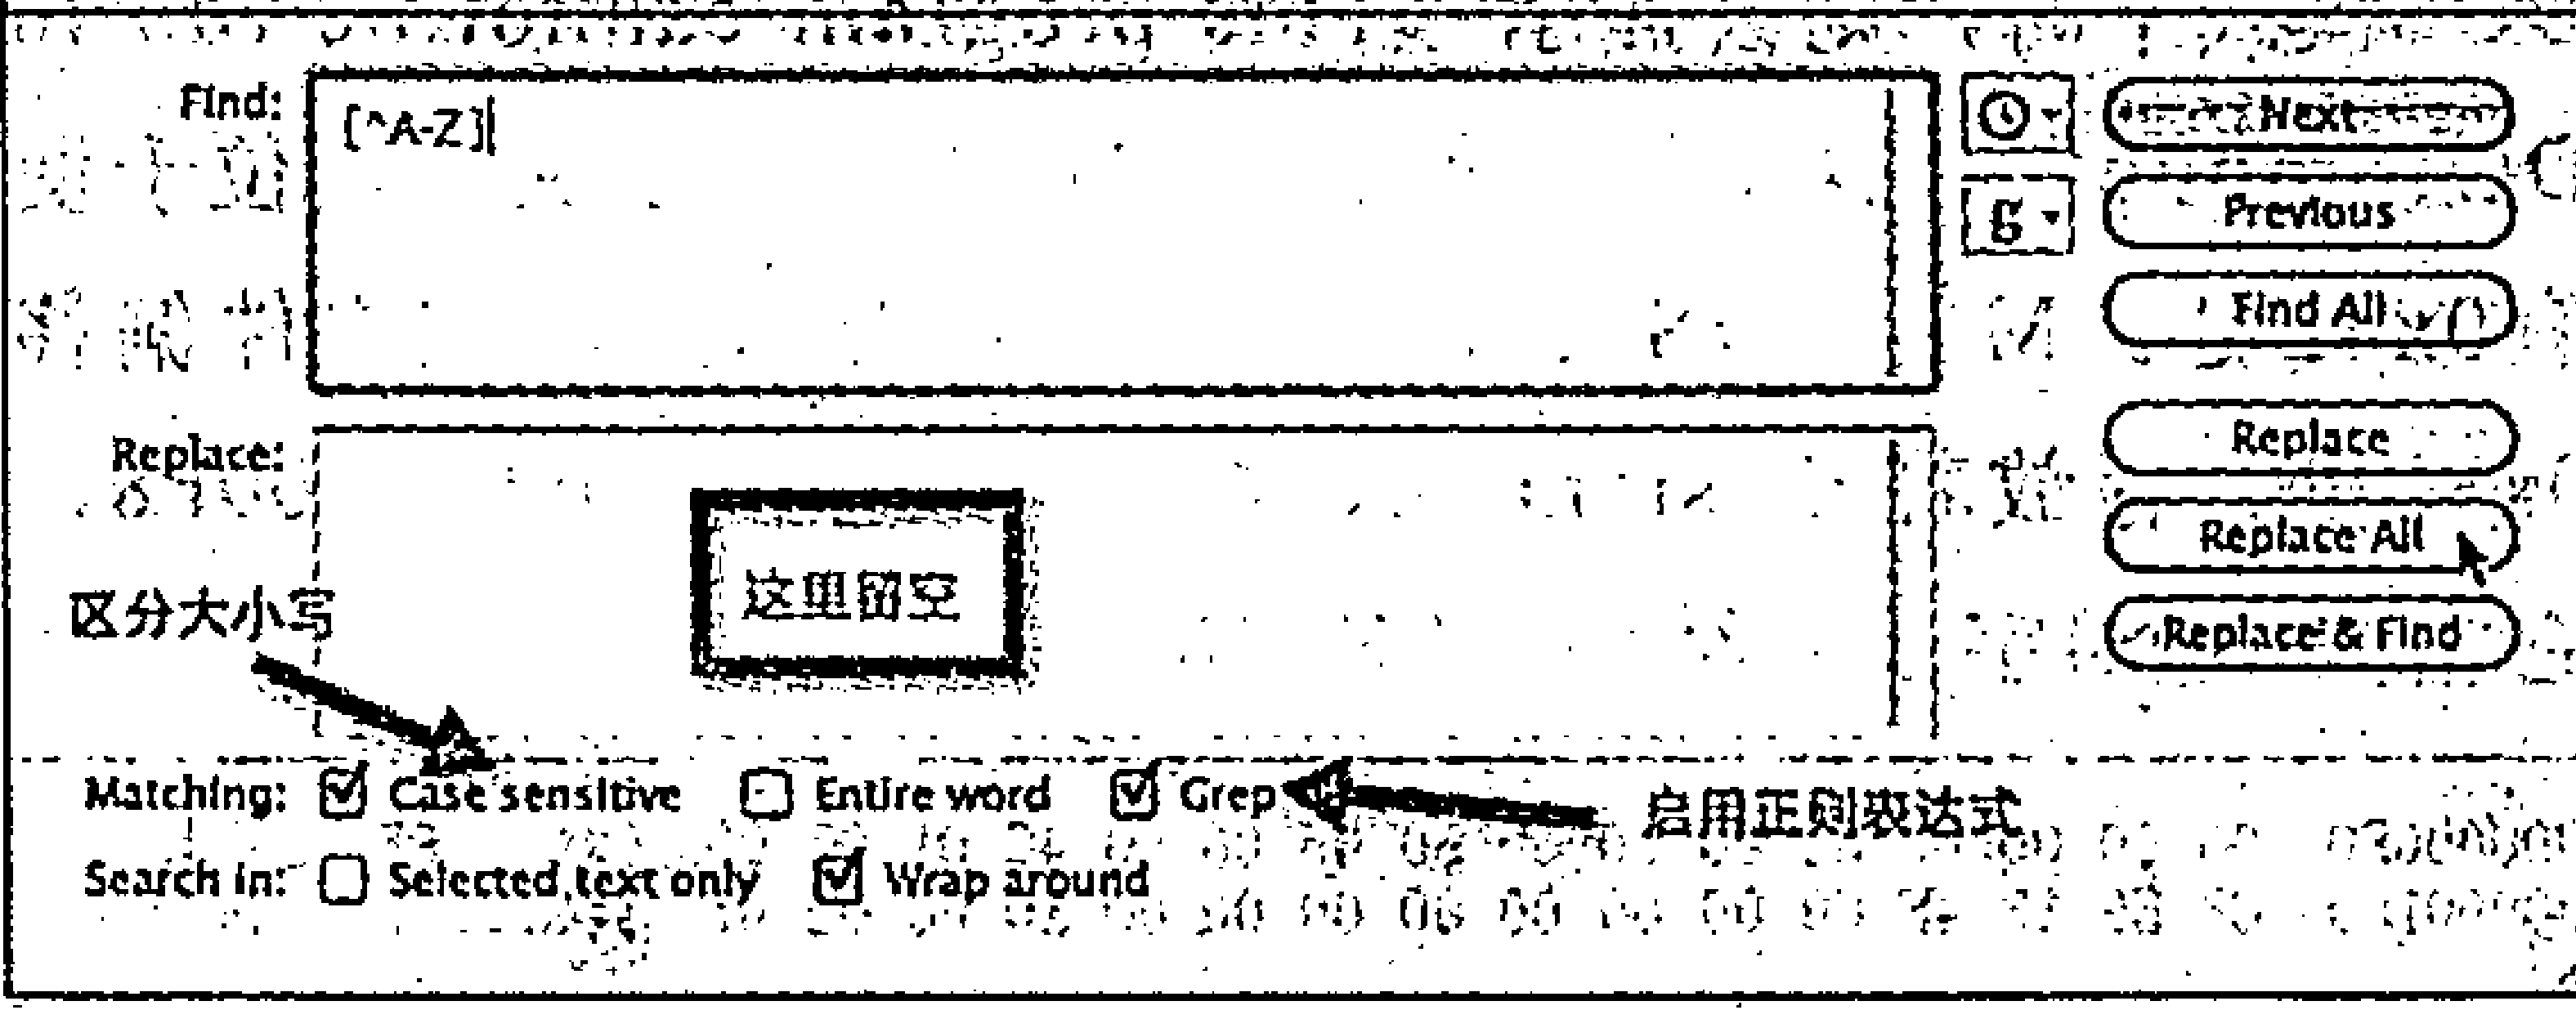 Find:
[^A-Z]
Next
g
Previous
Find All
Replace:
Replace
Replace All
这里留空
区分大小写
Replace & Find
Matching: Case sensitive Entire word Grep
启用正则表达式
Search in: Selected text only Wrap around